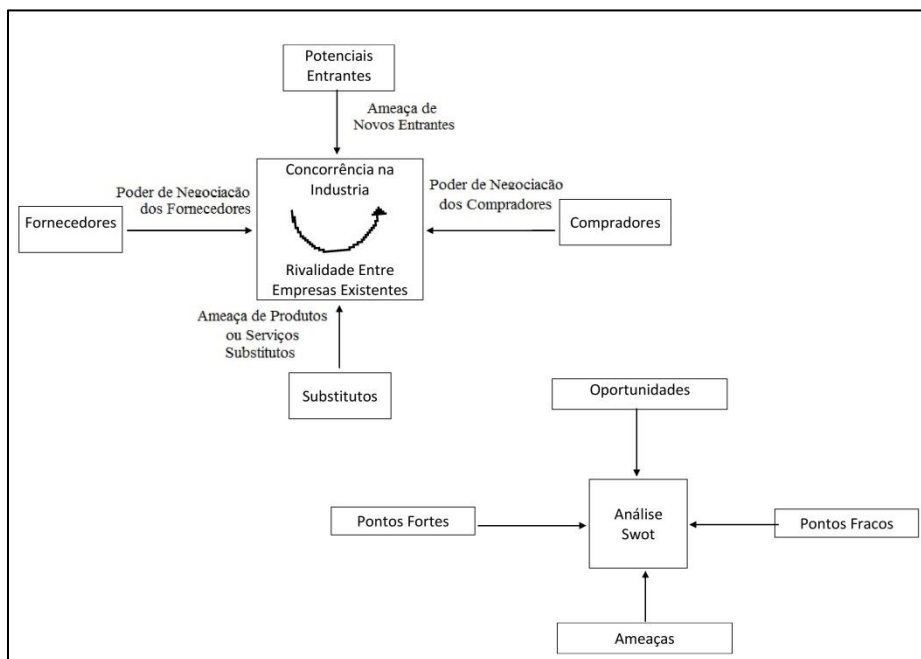 Potenciais
Entrantes
Ameaça de
Novos Entrantes
Concorrência na
Industria
Poder de Negociação
dos Fornecedores
Poder de Negociação
dos Compradores
Fornecedores
Compradores
Rivalidade Entre
Empresas Existentes
Ameaça de Produtos
ou Serviços
Substitutos
Substitutos
Oportunidades
Pontos Fortes
Análise
Swot
Pontos Fracos
Ameaças